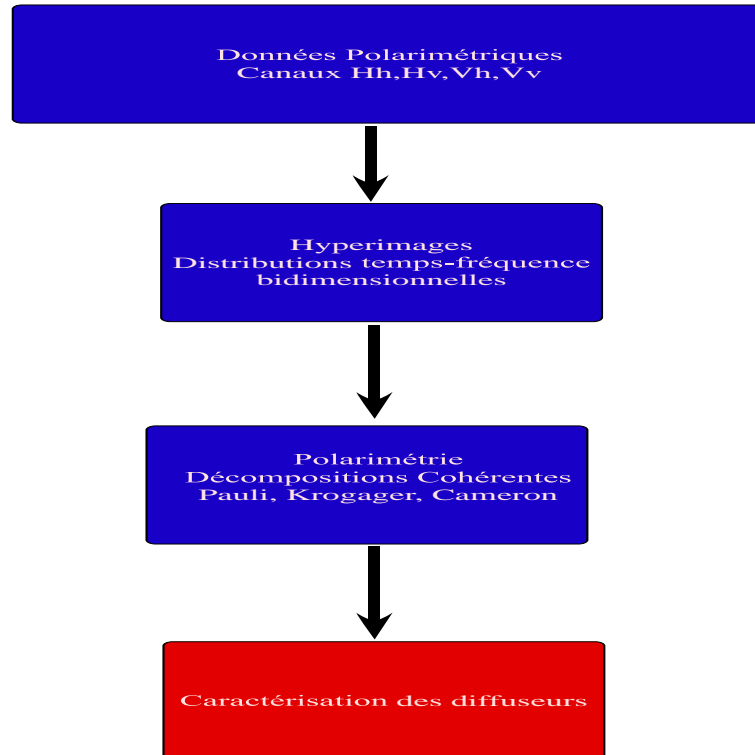 Données Polarimétriques
Canaux Hh,Hv,Vh,Vv
Hyperimages
Distributions temps-fréquence
bidimensionnelles
Polarimétrie
Décompositions Cohérentes
Pauli, Krogager, Cameron
Caractérisation des diffuseurs